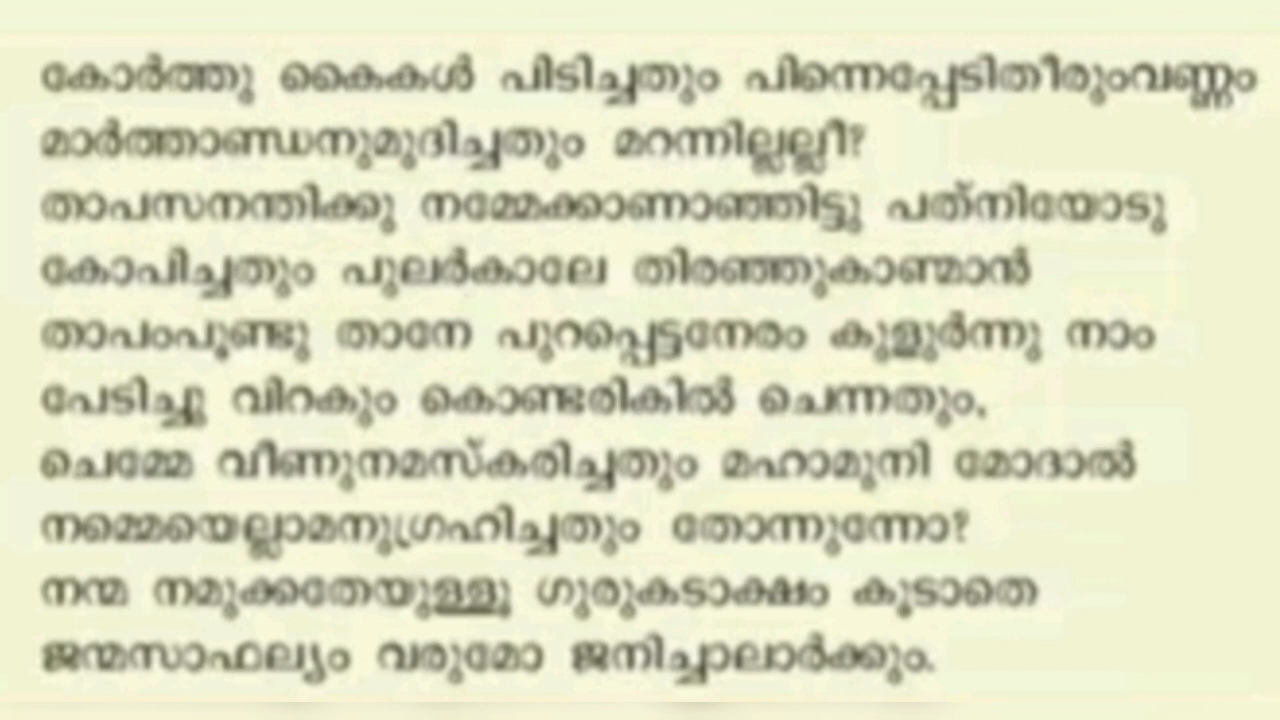 കോർത്തു കൈകൾ പിടിച്ചതും പിന്നെപ്പേടിതീരുംവണ്ണം
മാർത്താണ്ഡനുമുദിച്ചതും മറന്നില്ലല്ലീ?
താപസനന്തിക്കു നമ്മേക്കാണാഞ്ഞിട്ടു പത്നിയോടു
കോപിച്ചതും പുലർകാലേ തിരഞ്ഞുകാണ്മാൻ
താപംപൂണ്ടു താനേ പുറപ്പെട്ടനേരം കുളുർന്നു നാം
പേടിച്ചു വിറകും കൊണ്ടരികിൽ ചെന്നതും,
ചെമ്മേ വീണുനമസ്കരിച്ചതും മഹാമുനി മോദാൽ
നമ്മെയെല്ലാമനുഗ്രഹിച്ചതും തോന്നുന്നോ?
നന്മ നമുക്കതേയുള്ളൂ ഗുരുകടാക്ഷം കൂടാതെ
ജന്മസാഫല്യം വരുമോ ജനിച്ചാലാർക്കും.